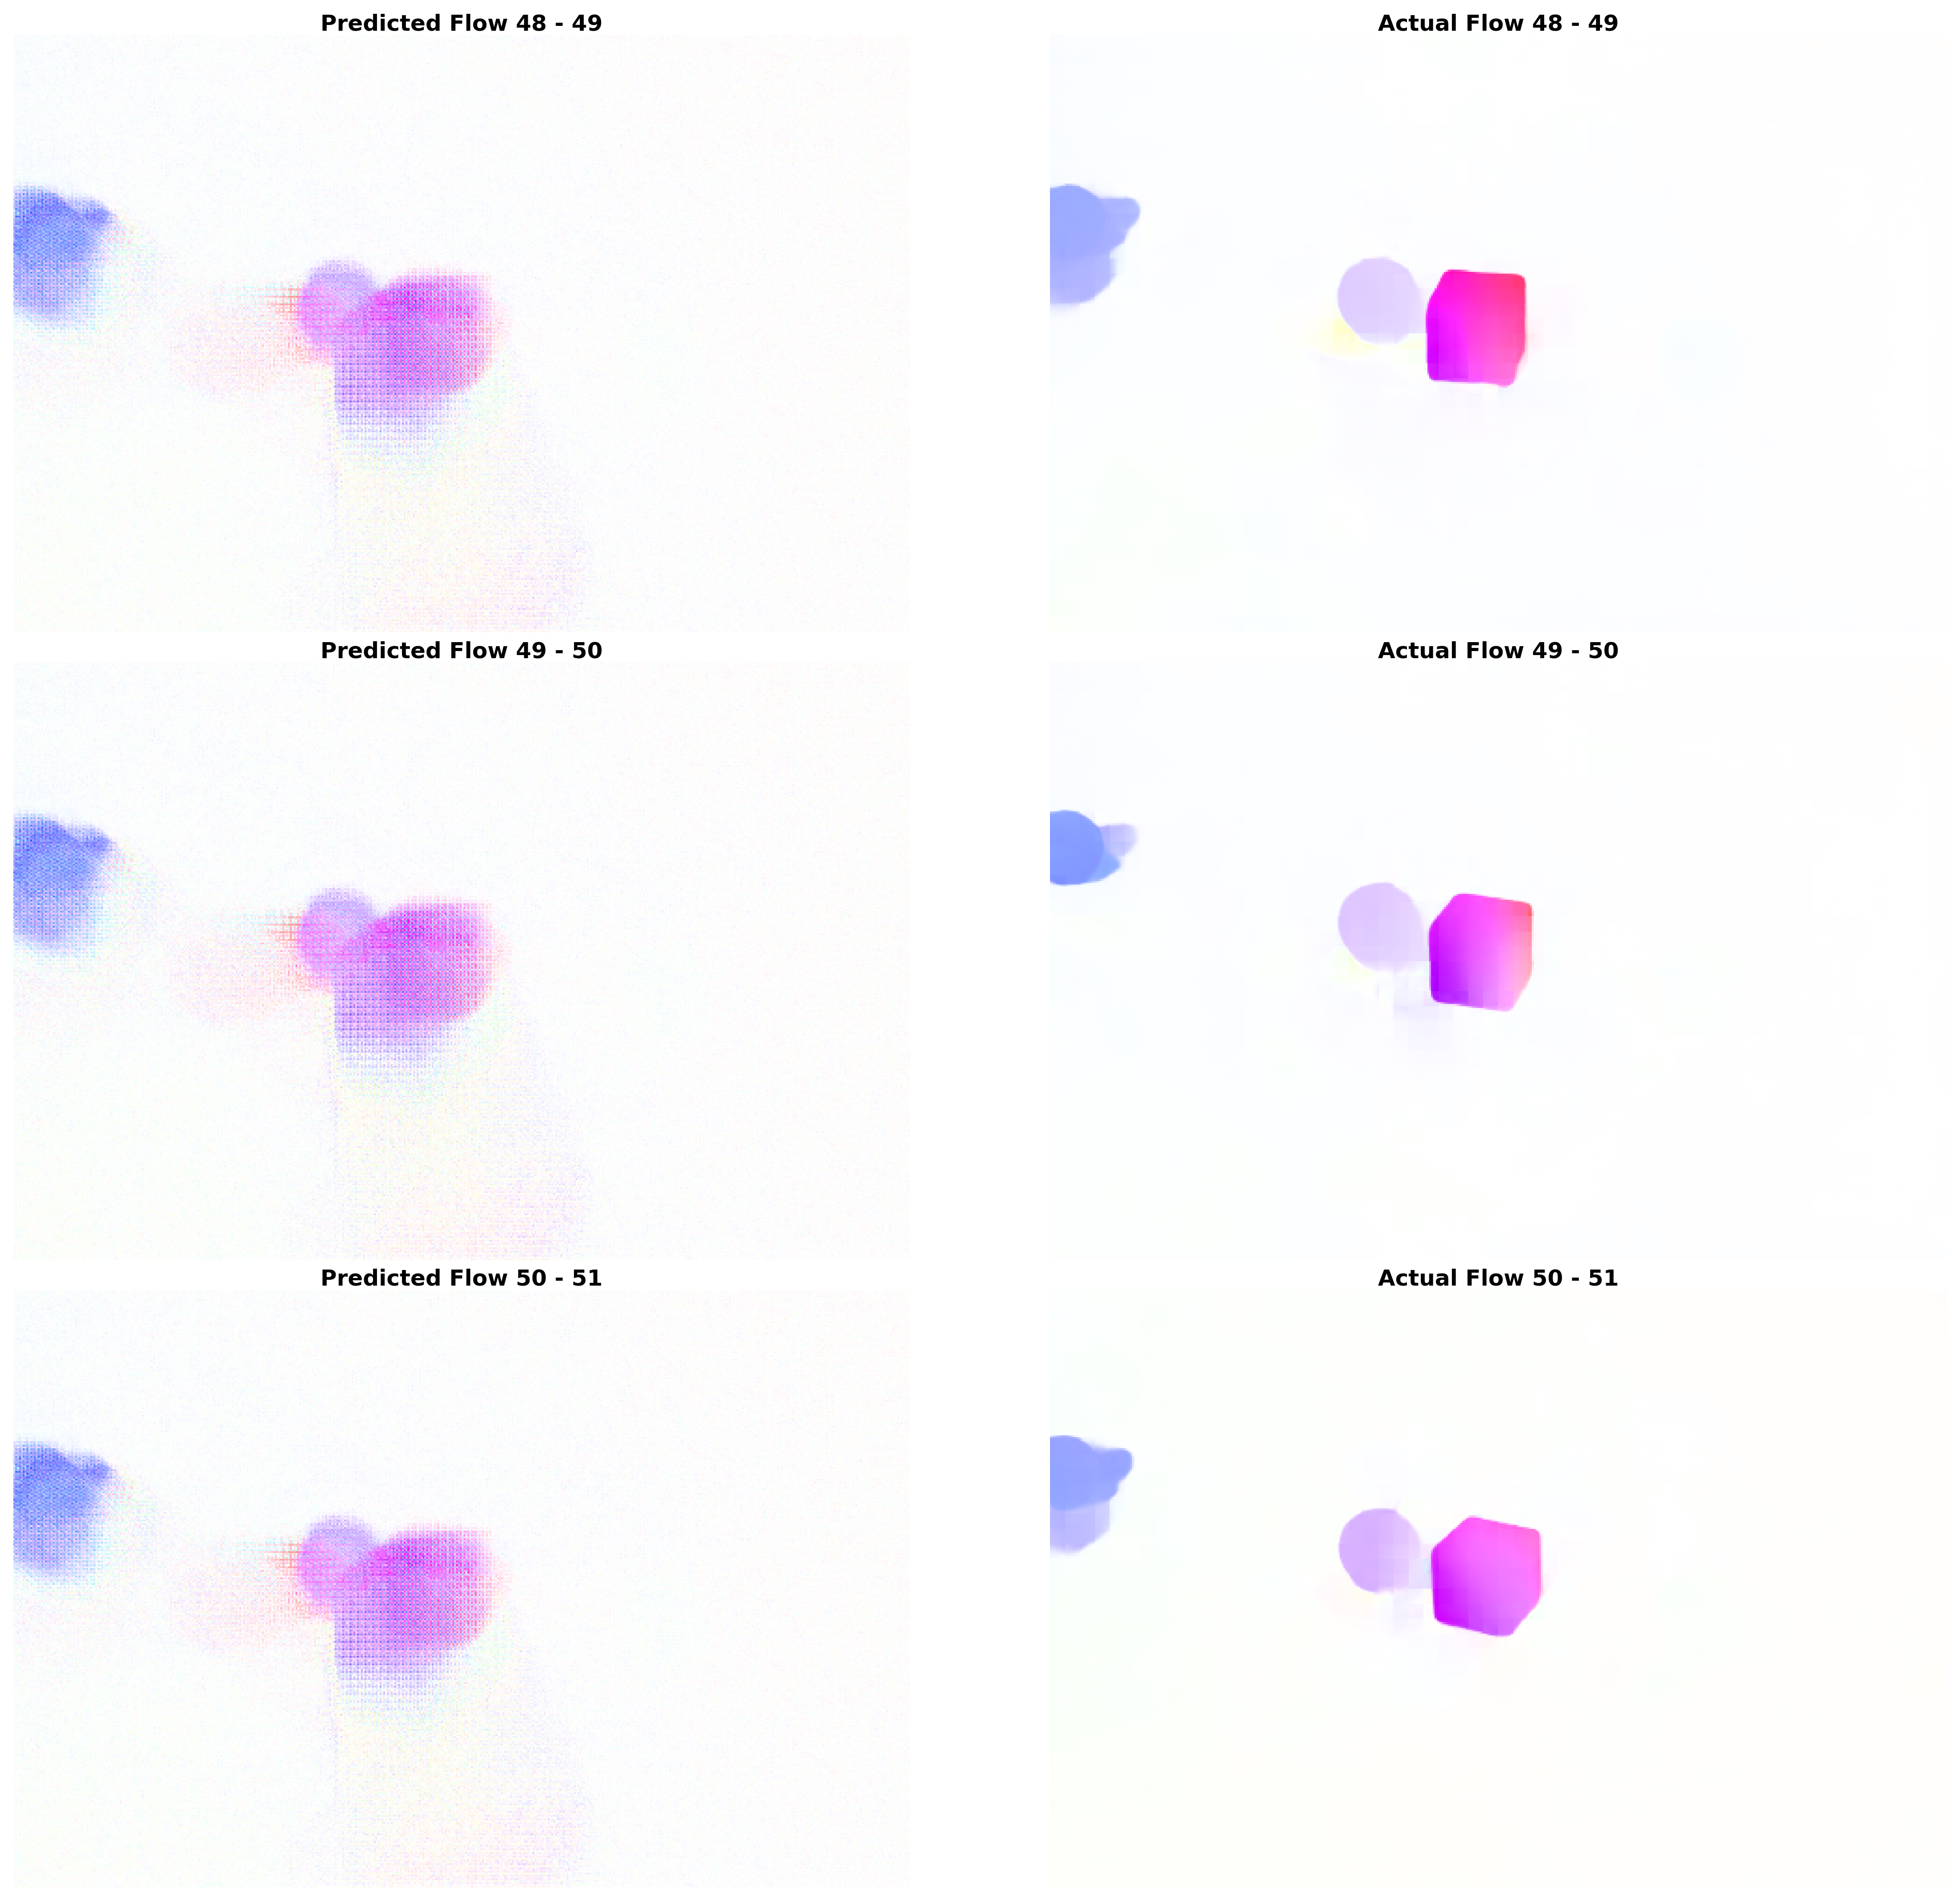 Predicted Flow 48 - 49
Actual Flow 48 - 49
Predicted Flow 49 - 50
Actual Flow 49 - 50
Predicted Flow 50 - 51
Actual Flow 50 - 51